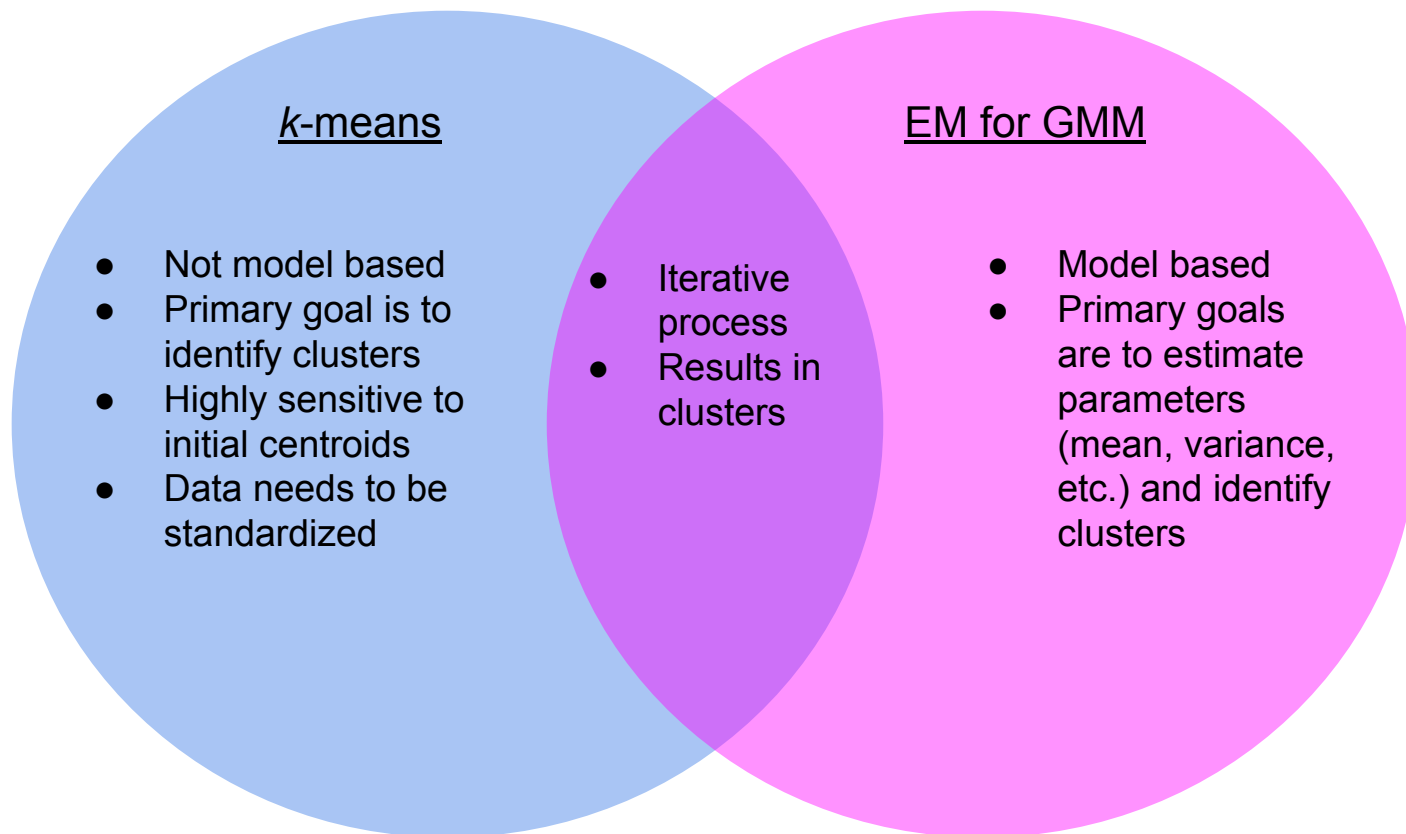 k-means
● Not model based
● Primary goal is to
identify clusters
● Highly sensitive to
initial centroids
● Data needs to be
standardized
● Iterative
process
● Results in
clusters
EM for GMM
● Model based
● Primary goals
are to estimate
parameters
(mean, variance,
etc.) and identify
clusters